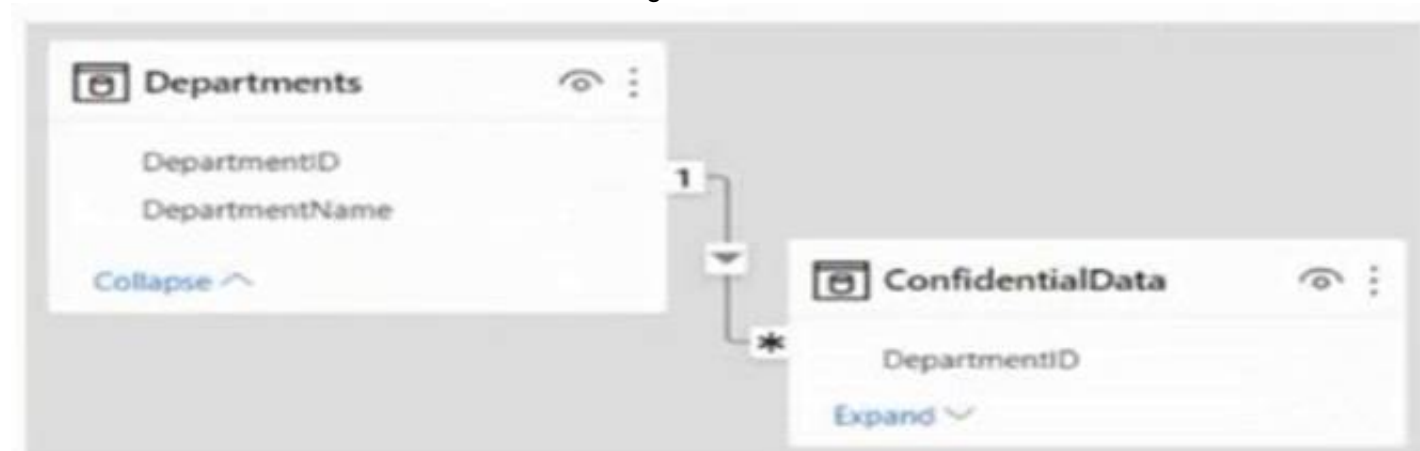 Departments
DepartmentID
DepartmentName
Collapse
1
*
ConfidentialData
DepartmentID
Expand